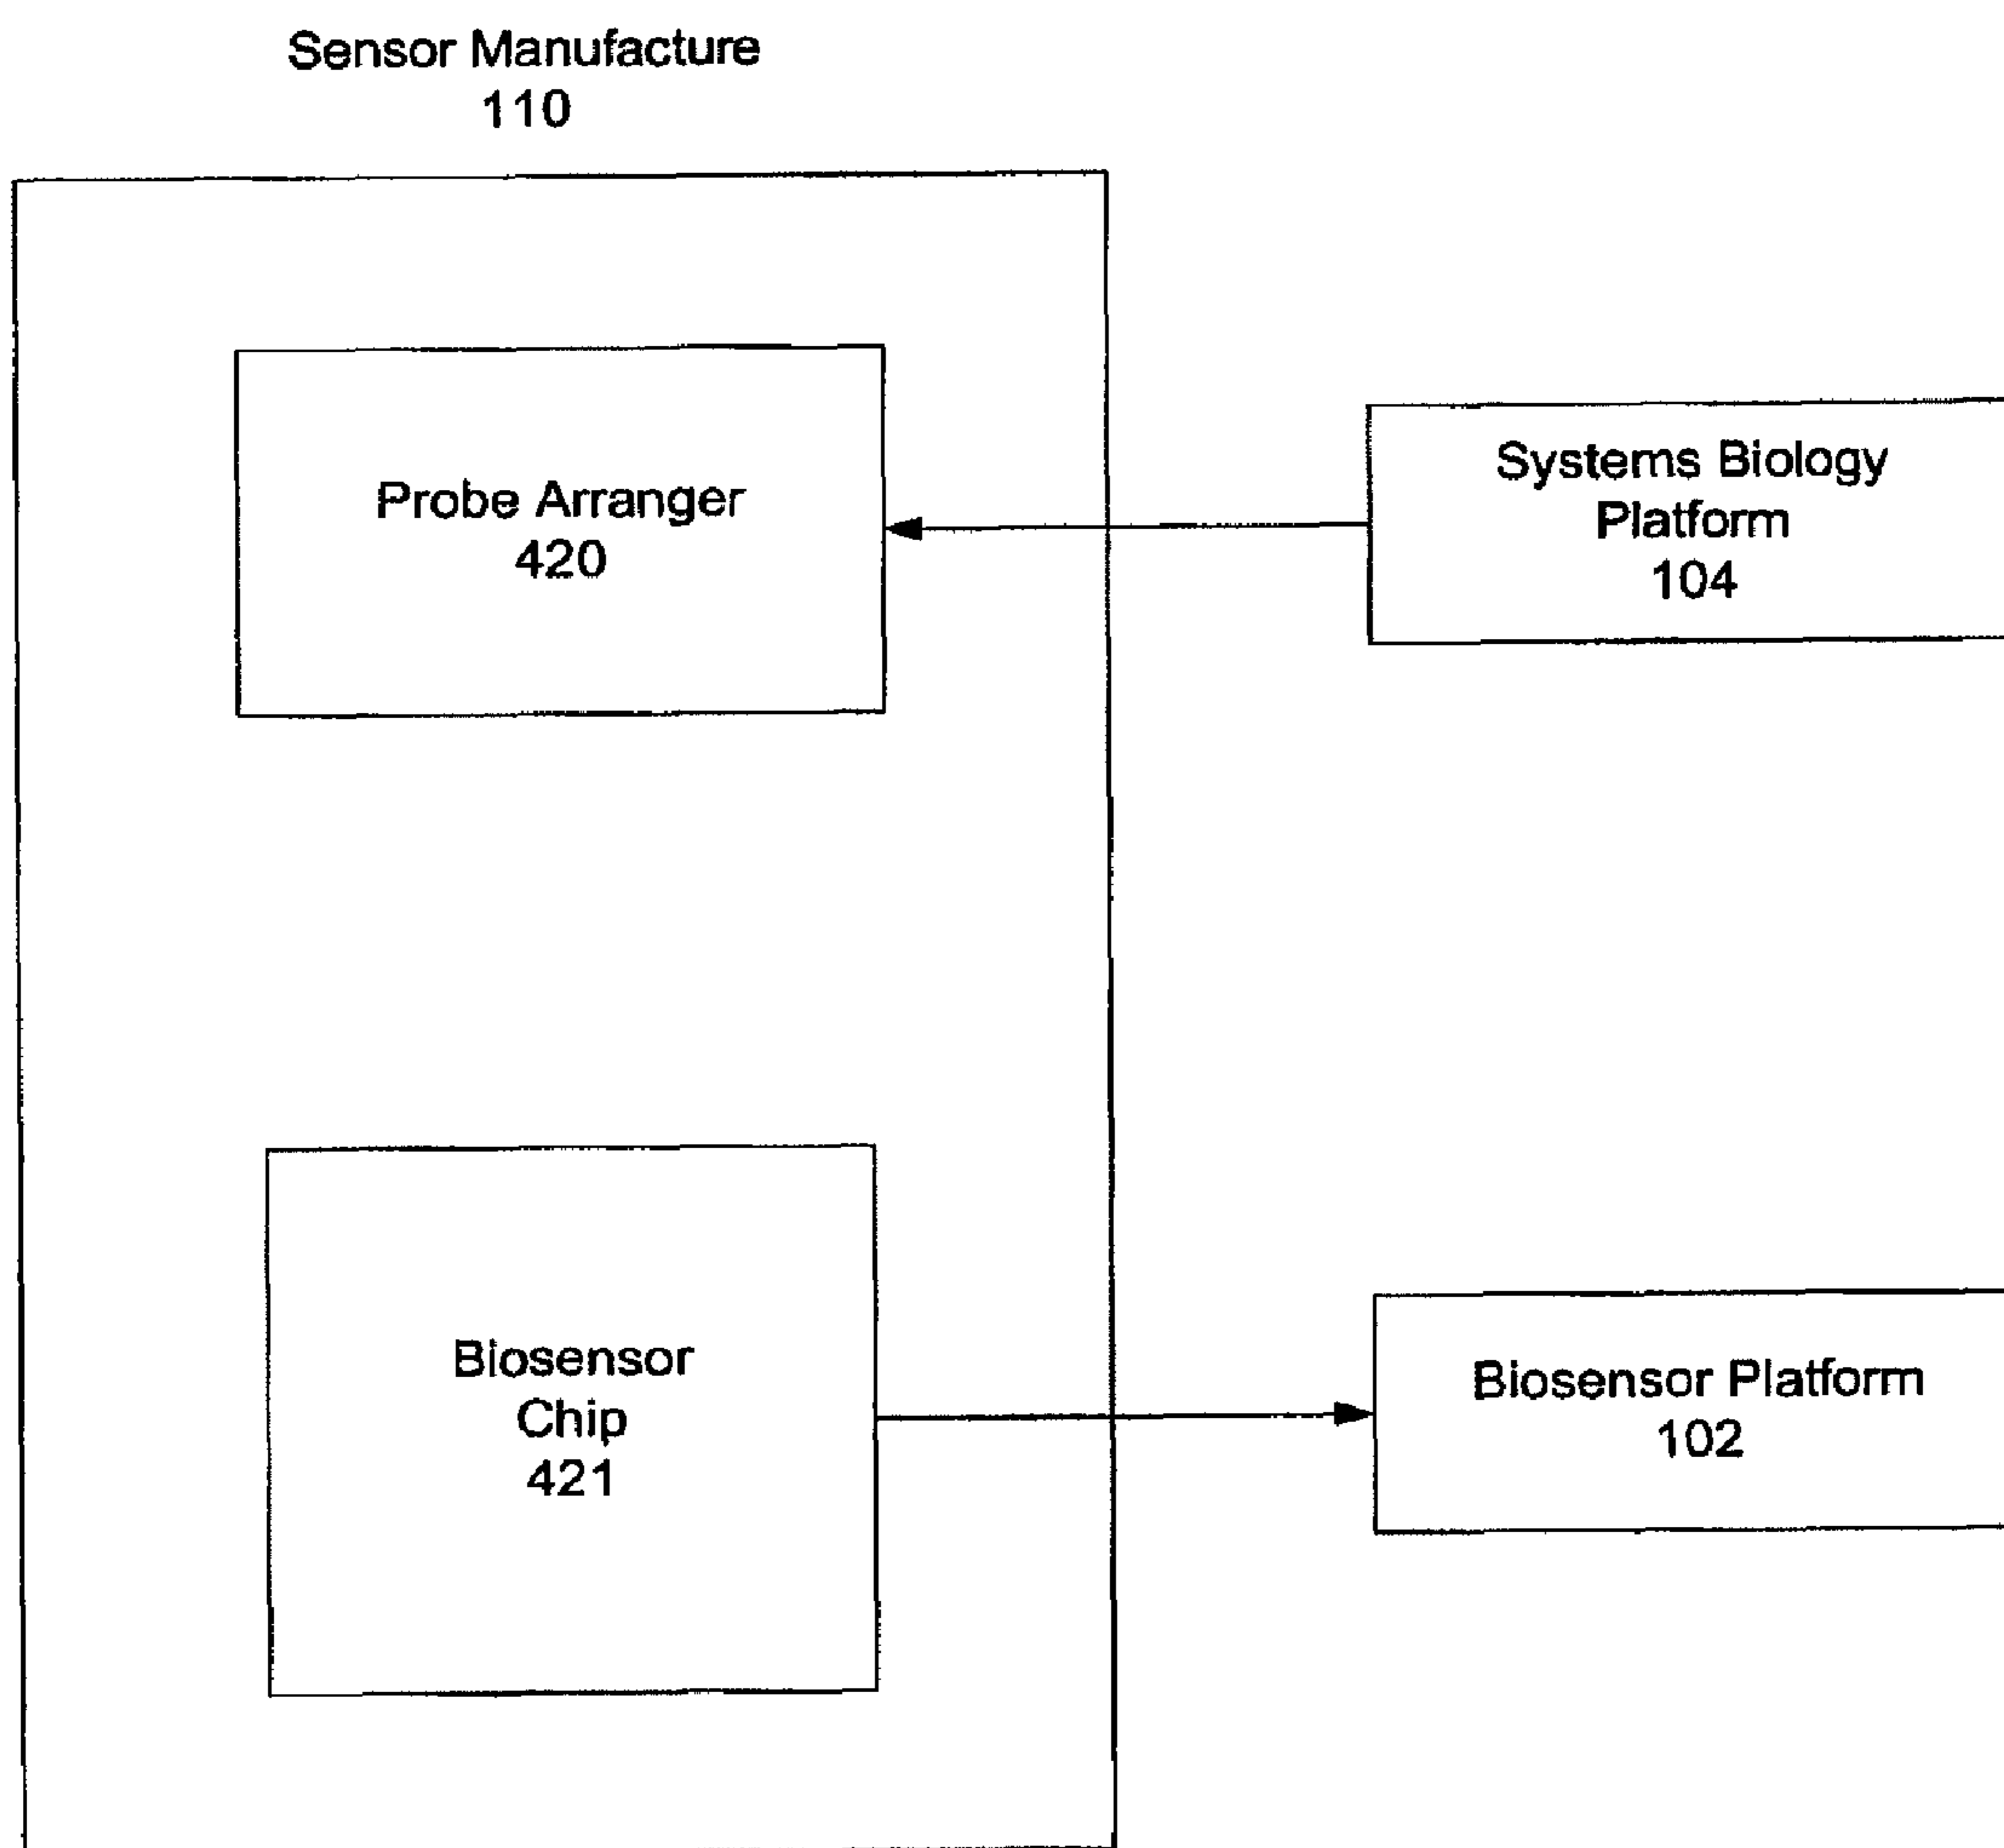 Sensor Manufacture
110
Probe Arranger
420
Systems Biology
Platform
104
Biosensor
Chip
421
Biosensor Platform
102